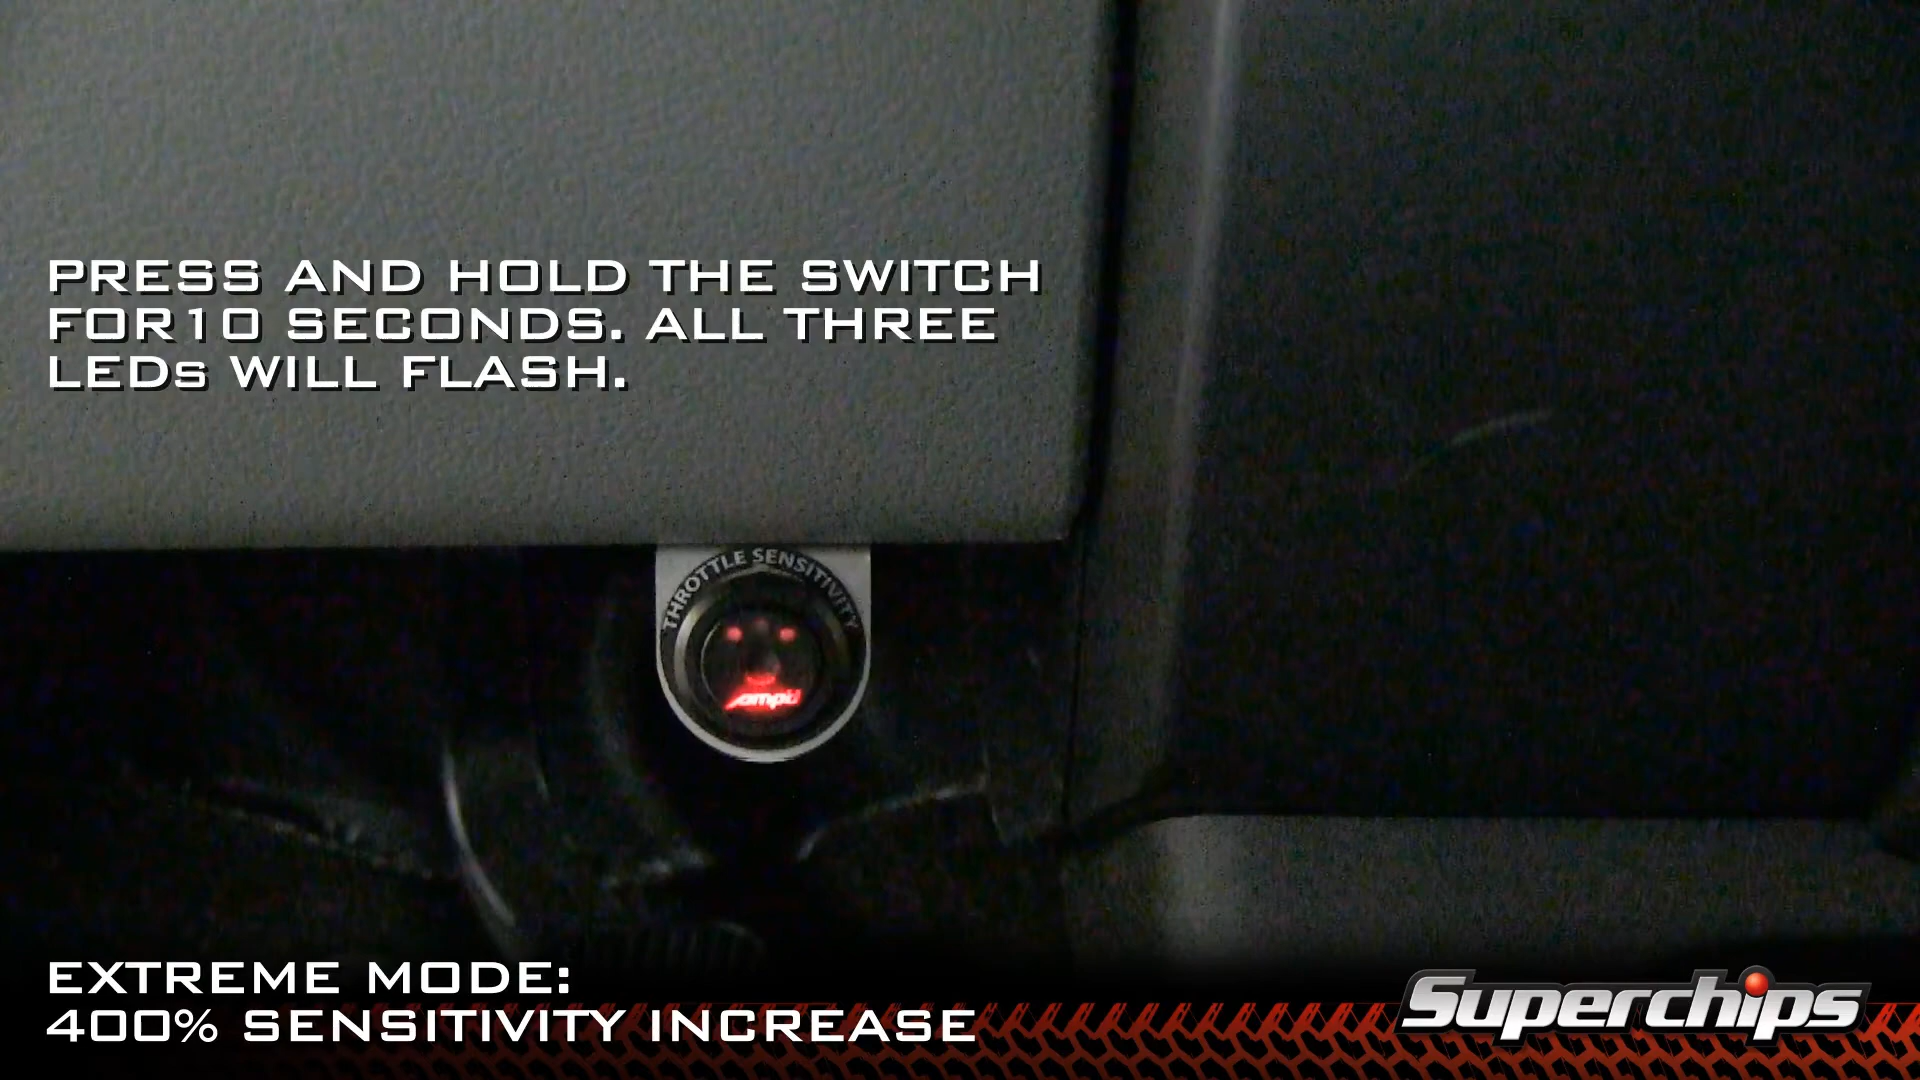 PRESS AND HOLD THE SWITCH
FOR10 SECONDS. ALL THREE
LEDs WILL FLASH.
THROTTLE SENSITIVITY
amp'd
EXTREME MODE:
400% SENSITIVITY INCREASE
Superchips